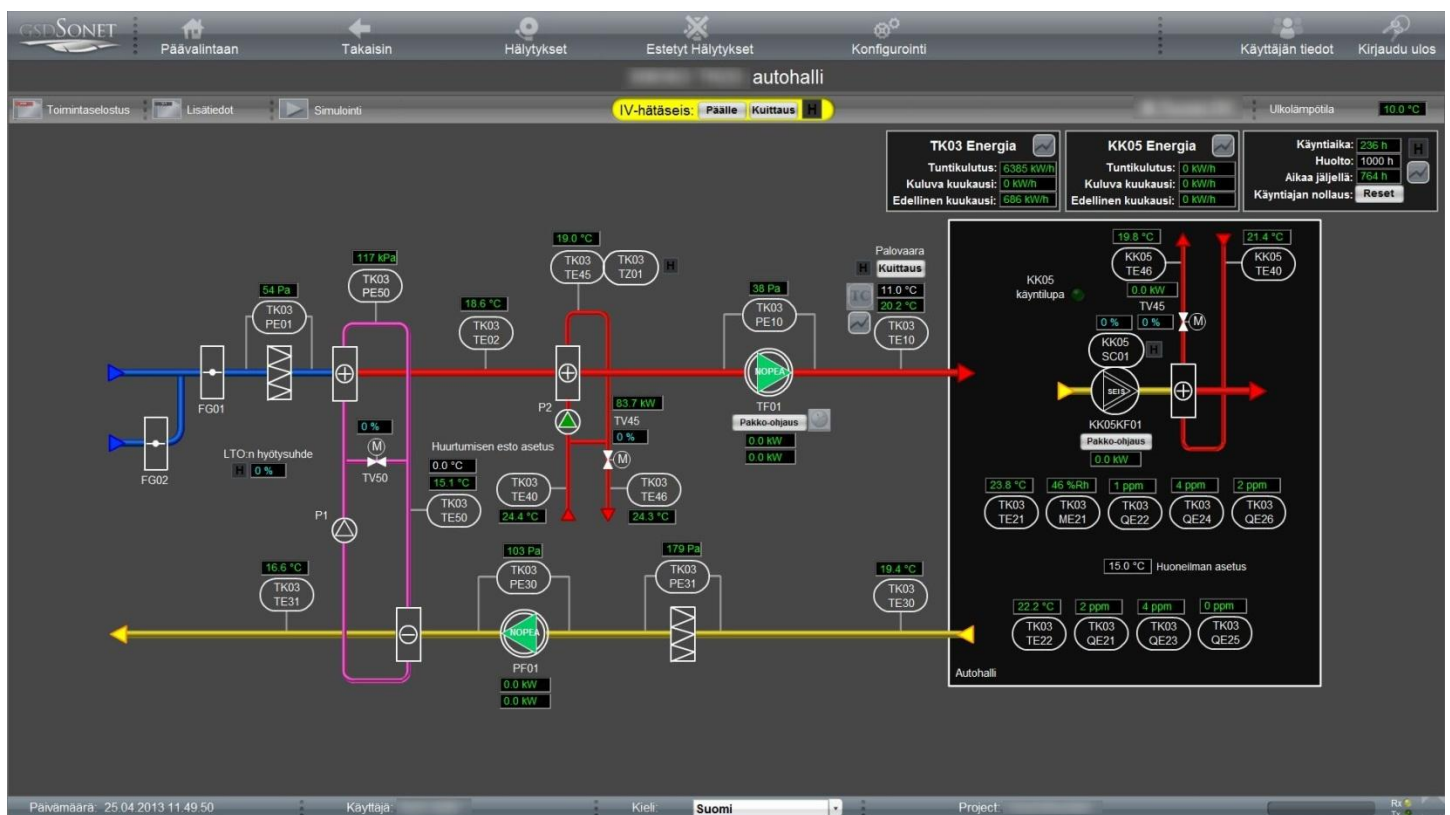 GSDSONET
Päävalintaan
Takaisin
Hälytykset
Estetyt Hälytykset
Konfigurointi
Käyttäjän tiedot
Kirjaudu ulos
autohalli
Toimintaselostus
Lisätiedot
Simulointi
IV-hätäseis: Päälle Kuittaus H
Ulkolämpötila
10.0 °C
TK03 Energia
Tuntikulutus: 6385 kW/h
Kuluva kuukausi: 0 kW/h
Edellinen kuukausi: 686 kW/h
KK05 Energia
Tuntikulutus: 0 kW/h
Kuluva kuukausi: 0 kW/h
Edellinen kuukausi: 0 kW/h
Käyntiaika: 236 h H
Huolto: 1000 h
Aikaa jäljellä: 764 h
Käyntiajan nollaus: Reset
54 Pa
TK03
PE01
117 kPa
TK03
PE50
18.6 °C
TK03
TE02
19.0 °C
TK03
TE45
TK03
TZ01
H
38 Pa
TK03
PE10
Palovaara
H Kuittaus
TC
11.0 °C
20.2 °C
TK03
TE10
FG01
FG02
LTO:n hyötysuhde
H 0 %
0 %
M
TV50
P1
Huurtumisen esto asetus
0.0 °C
15.1 °C
TK03
TE50
P2
83.7 kW
TV45
0 %
M
TK03
TE40
24.4 °C
TK03
TE46
24.3 °C
NOPEA
TF01
Pakko-ohjaus
0.0 kW
0.0 kW
KK05
käyntilupa
19.8 °C
KK05
TE46
0.0 kW
TV45
0 %
0 %
M
21.4 °C
KK05
TE40
KK05
SC01
H
SEIS
KK05KF01
Pakko-ohjaus
0.0 kW
23.8 °C
TK03
TE21
46 %Rh
TK03
ME21
1 ppm
TK03
QE22
4 ppm
TK03
QE24
2 ppm
TK03
QE26
15.0 °C Huoneilman asetus
22.2 °C
TK03
TE22
2 ppm
TK03
QE21
4 ppm
TK03
QE23
0 ppm
TK03
QE25
Autohalli
16.6 °C
TK03
TE31
103 Pa
TK03
PE30
NOPEA
PF01
0.0 kW
0.0 kW
179 Pa
TK03
PE31
19.4 °C
TK03
TE30
Päivämäärä: 25.04.2013 11.49.50
Käyttäjä:
Kieli: Suomi
Project:
Rx
Tx